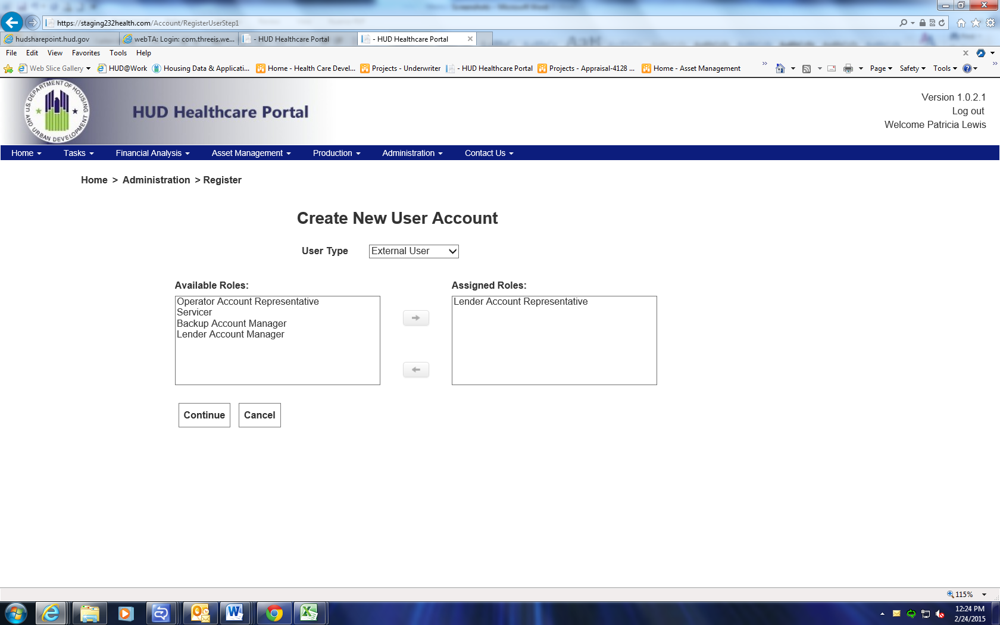 https://staging232health.com/Account/RegisterUserStep1
hudsharepoint.hud.gov
webTA: Login: com.threeis.we...
- HUD Healthcare Portal
- HUD Healthcare Portal
File Edit View Favorites Tools Help
Web Slice Gallery HUD@Work Housing Data & Applicati... Home - Health Care Devel... Projects - Underwriter - HUD Healthcare Portal Projects - Appraisal-4128 ... Home - Asset Management Page Safety Tools
U.S. DEPARTMENT OF HOUSING AND URBAN DEVELOPMENT
HUD Healthcare Portal
Version 1.0.2.1
Log out
Welcome Patricia Lewis
Home Tasks Financial Analysis Asset Management Production Administration Contact Us
Home > Administration > Register
Create New User Account
User Type External User
Available Roles: Assigned Roles:
Operator Account Representative
Servicer
Backup Account Manager
Lender Account Manager
Lender Account Representative
Continue Cancel
115%
12:24 PM
2/24/2015